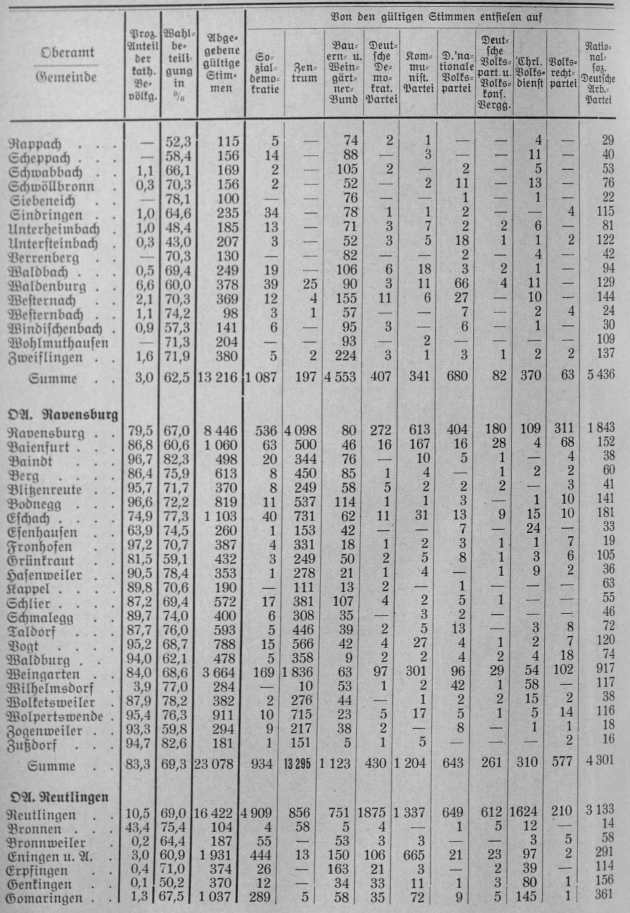 Oberamt
Gemeinde
Proz. Anteil der kath. Bevölkg.
Wahlbeteiligung in %
Abgegebene gültige Stimmen
Von den gültigen Stimmen entfielen auf
Sozialdemokratie
Zentrum
Bauern- u. Weingärtner-Bund
Deutsche Demokrat. Partei
Kommunist. Partei
D.'nationale Volkspartei
Deutsche Volkspart. u. Volkskons. Vergg.
Chrl. Volksdienst
Volksrechtpartei
Nationalsoz. Deutsche Arb.-Partei
Rappach . . . — 52,3 115 5 — 74 2 1 — — 4 — 29
Scheppach . . — 58,4 156 14 — 88 — 3 — — 11 — 40
Schwabbach . . 1,1 66,1 169 2 — 105 2 — 2 — 5 — 53
Schwöllbronn . 0,3 70,3 156 2 — 52 — 2 11 — 13 — 76
Siebeneich . . — 78,1 100 — — 76 — — 1 — 1 — 22
Sindringen . . 1,0 64,6 235 34 — 78 1 1 2 — — 4 115
Unterheimbach . 1,0 48,4 185 13 — 71 3 7 2 2 6 — 81
Untersteinbach . 0,3 43,0 207 3 — 52 3 5 18 1 1 2 122
Verrenberg . . — 70,3 130 — — 82 — — 2 — 4 — 42
Waldbach . . 0,5 69,4 249 19 — 106 6 18 3 2 1 — 94
Waldenburg . . 6,6 60,0 378 39 25 90 3 11 66 4 11 — 129
Westernach . . 2,1 70,3 369 12 4 155 11 6 27 — 10 — 144
Westernbach . . 1,1 74,2 98 3 1 57 — — 7 — 2 4 24
Windischenbach . 0,9 57,3 141 6 — 95 3 — 6 — 1 — 30
Wohlmuthausen — 71,3 204 — — 93 — 2 — — — — 109
Zweiflingen . . 1,6 71,9 380 5 2 224 3 1 3 1 2 2 137
Summe . . 3,0 62,5 13 216 1 087 197 4 553 407 341 680 82 370 63 5 436
OA. Ravensburg
Ravensburg . . 79,5 67,0 8 446 536 4 098 80 272 613 404 180 109 311 1 843
Baienfurt . . . 86,8 60,6 1 060 63 500 46 16 167 16 28 4 68 152
Baindt . . . 96,7 82,3 498 20 344 76 — 10 5 1 — 4 38
Berg . . . . 86,4 75,9 613 8 450 85 1 4 — 1 2 2 60
Blitzenreute . . 95,7 71,7 370 8 249 58 5 2 2 2 — 3 41
Bodnegg . . . 96,6 72,2 819 11 537 114 1 1 3 — 1 10 141
Eschach . . . . 74,9 77,3 1 103 40 731 62 11 31 13 9 15 10 181
Esenhausen . . 63,9 74,5 260 1 153 42 — — 7 — 24 — 33
Fronhofen . . 97,2 70,7 387 4 331 18 1 2 3 1 1 7 19
Grünkraut . . 81,5 59,1 432 3 249 50 2 5 8 1 3 6 105
Hasenweiler . . 90,5 78,4 353 1 278 21 1 4 — 1 9 2 36
Kappel . . . 89,8 70,6 190 — 111 13 2 — 1 — — — 63
Schlier . . . . 87,2 69,4 572 17 381 107 4 2 5 1 — — 55
Schmalegg . . 89,7 74,0 400 6 308 35 — 3 2 — — — 46
Taldorf . . . 87,7 76,0 593 5 446 39 2 5 13 — 3 8 72
Vogt . . . . 95,2 68,7 788 15 566 42 4 27 4 1 2 7 120
Waldburg . . 94,0 62,1 478 5 358 9 2 2 4 2 4 18 74
Weingarten . . 84,0 68,6 3 664 169 1 836 63 97 301 96 29 54 102 917
Wilhelmsdorf . 3,9 77,0 284 — 10 53 1 2 42 1 58 — 117
Wolketsweiler . 87,9 78,2 382 2 276 44 — 1 2 2 15 2 38
Wolpertswende . 95,4 76,3 911 10 715 23 5 17 5 1 5 14 116
Zogenweiler . . 93,3 59,8 294 9 217 38 2 — 8 — 1 1 18
Zußdorf . . . 94,7 82,6 181 1 151 5 1 5 — — — 2 16
Summe . . 83,3 69,3 23 078 934 13 295 1 123 430 1 204 643 261 310 577 4 301
OA. Reutlingen
Reutlingen . . 10,5 69,0 16 422 4 909 856 751 1875 1 337 649 612 1624 210 3 133
Bronnen . . . 43,4 75,4 104 4 58 5 4 — 1 5 12 — 14
Bronnweiler . . 0,2 64,4 187 55 — 53 3 3 — — 3 5 58
Eningen u. A. . 3,0 60,9 1 931 444 13 150 106 665 21 23 97 2 291
Erpfingen . . 0,4 71,0 374 26 — 163 21 3 — 2 39 — 114
Genkingen . . 0,1 50,2 370 12 — 34 33 11 1 3 80 1 156
Gomaringen . . 1,3 67,5 1 037 289 5 58 35 72 9 5 145 1 361